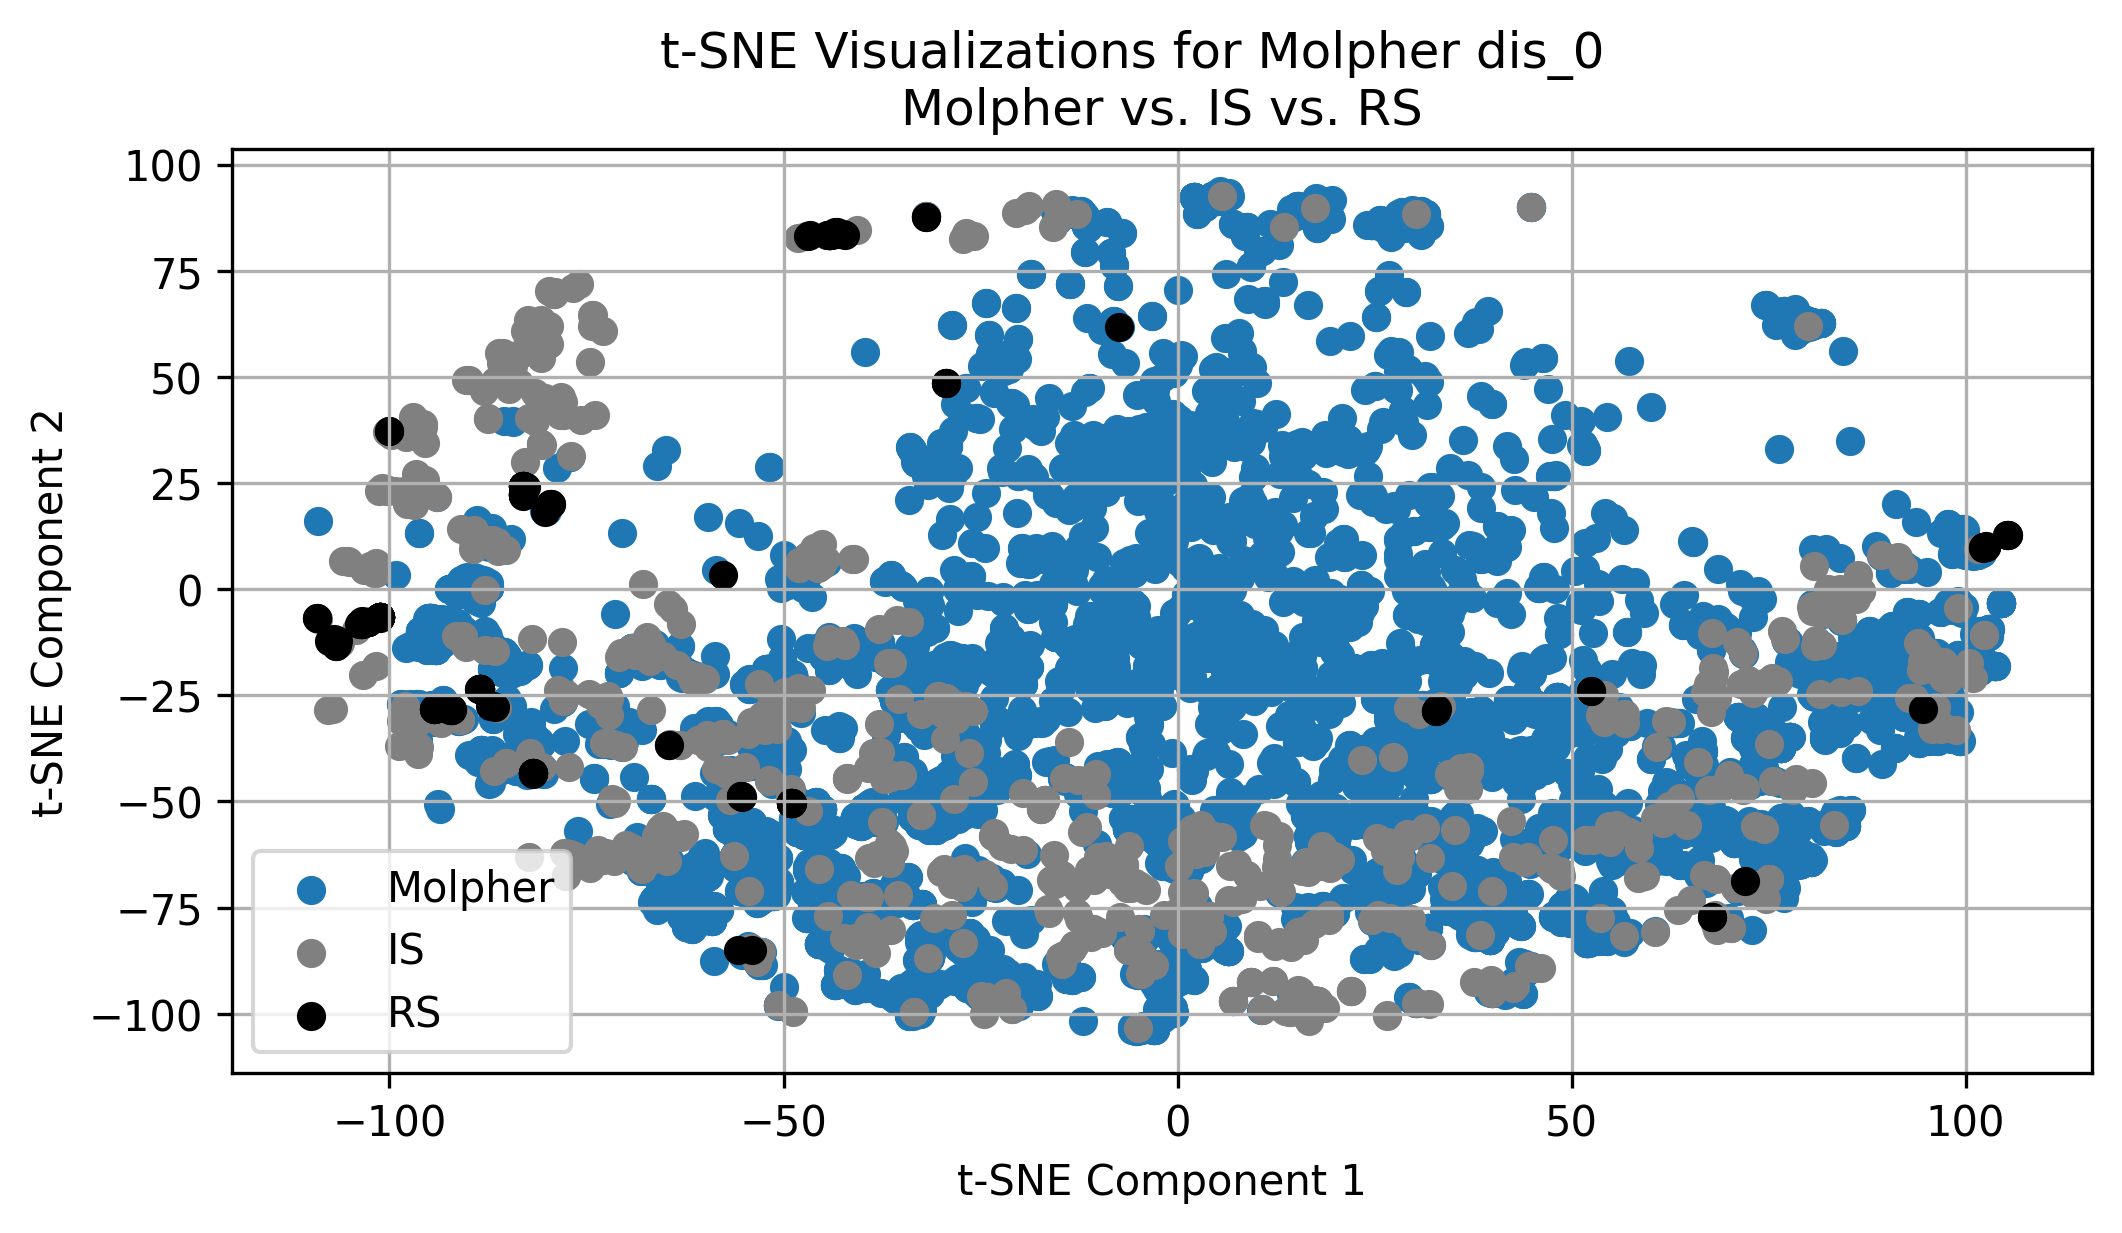 t-SNE Visualizations for Molpher dis_0
Molpher vs. IS vs. RS
t-SNE Component 2
100
75
50
25
0
−25
−50
−75
−100
Molpher
IS
RS
−100
−50
0
50
100
t-SNE Component 1